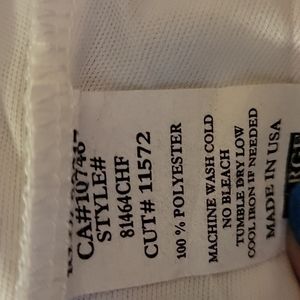 CA#107467
STYLE#
81464CHF
CUT# 11572
100 % POLYESTER
MACHINE WASH COLD
NO BLEACH
TUMBLE DRY LOW
COOL IRON IF NEEDED
MADE IN USA